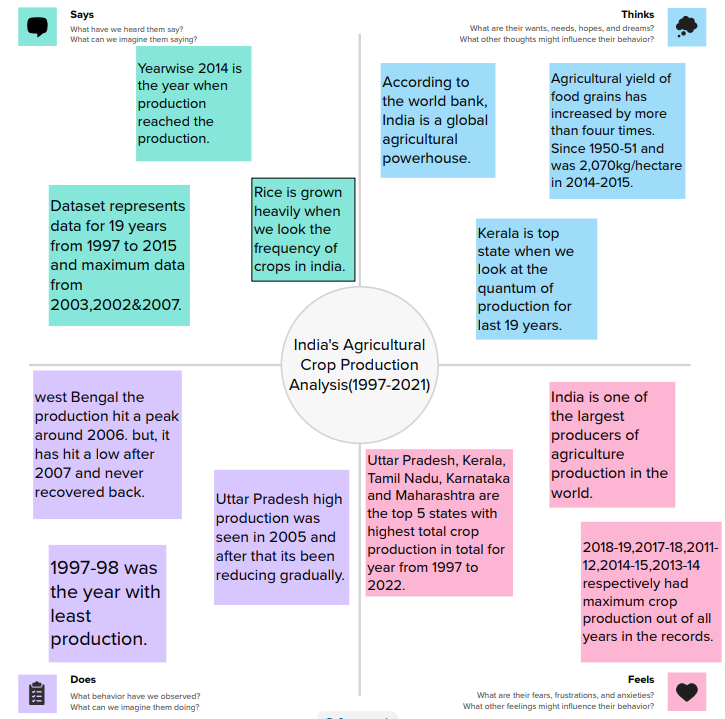 Says
What have we heard them say?
What can we imagine them saying?
Thinks
What are their wants, needs, hopes, and dreams?
What other thoughts might influence their behavior?
Yearwise 2014 is
the year when
production
reached the
production.
According to
the world bank,
India is a global
agricultural
powerhouse.
Agricultural yield of
food grains has
increased by more
than fouur times.
Since 1950-51 and
was 2,070kg/hectare
in 2014-2015.
Dataset represents
data for 19 years
from 1997 to 2015
and maximum data
from
2003,2002&2007.
Rice is grown
heavily when
we look the
frequency of
crops in india.
Kerala is top
state when we
look at the
quantum of
production for
last 19 years.
India's Agricultural
Crop Production
Analysis(1997-2021)
west Bengal the
production hit a peak
around 2006. but, it
has hit a low after
2007 and never
recovered back.
Uttar Pradesh high
production was
seen in 2005 and
after that its been
reducing gradually.
1997-98 was
the year with
least
production.
Uttar Pradesh, Kerala,
Tamil Nadu, Karnataka
and Maharashtra are
the top 5 states with
highest total crop
production in total for
year from 1997 to
2022.
India is one of
the largest
producers of
agriculture
production in the
world.
2018-19,2017-18,2011-
12,2014-15,2013-14
respectively had
maximum crop
production out of all
years in the records.
Does
What behavior have we observed?
What can we imagine them doing?
Feels
What are their fears, frustrations, and anxieties?
What other feelings might influence their behavior?